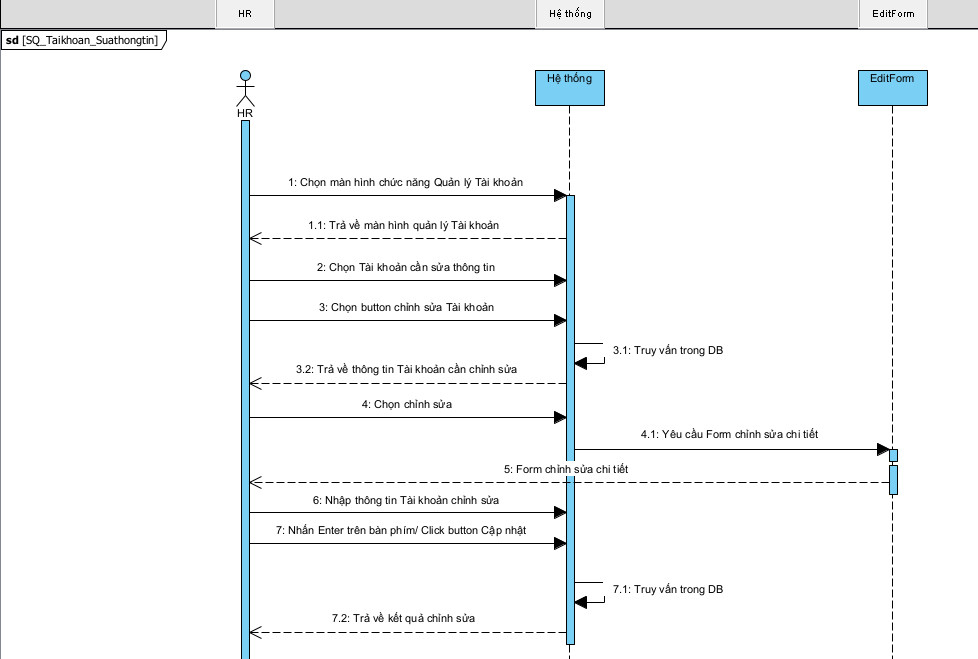 HR
Hệ thống
EditForm
sd [SQ_Taikhoan_Suathongtin]
HR
Hệ thống
EditForm
1: Chọn màn hình chức năng Quản lý Tài khoản
1.1: Trả về màn hình quản lý Tài khoản
2: Chọn Tài khoản cần sửa thông tin
3: Chọn button chỉnh sửa Tài khoản
3.1: Truy vấn trong DB
3.2: Trả về thông tin Tài khoản cần chỉnh sửa
4: Chọn chỉnh sửa
4.1: Yêu cầu Form chỉnh sửa chi tiết
5: Form chỉnh sửa chi tiết
6: Nhập thông tin Tài khoản chỉnh sửa
7: Nhấn Enter trên bàn phím/ Click button Cập nhật
7.1: Truy vấn trong DB
7.2: Trả về kết quả chỉnh sửa